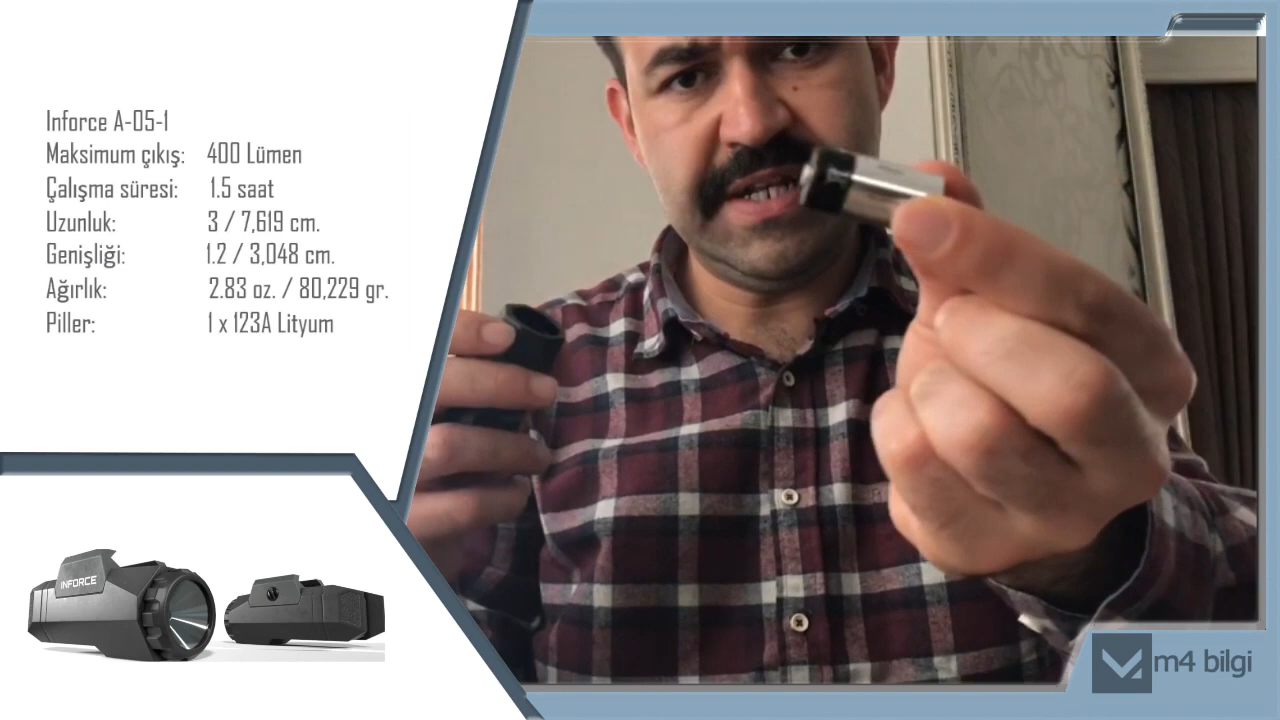 Inforce A-05-1
Maksimum çıkış: 400 Lümen
Çalışma süresi: 1.5 saat
Uzunluk: 3 / 7,619 cm.
Genişliği: 1.2 / 3,048 cm.
Ağırlık: 2.83 oz. / 80,229 gr.
Piller: 1 x 123A Lityum
INFORCE
m4 bilgi